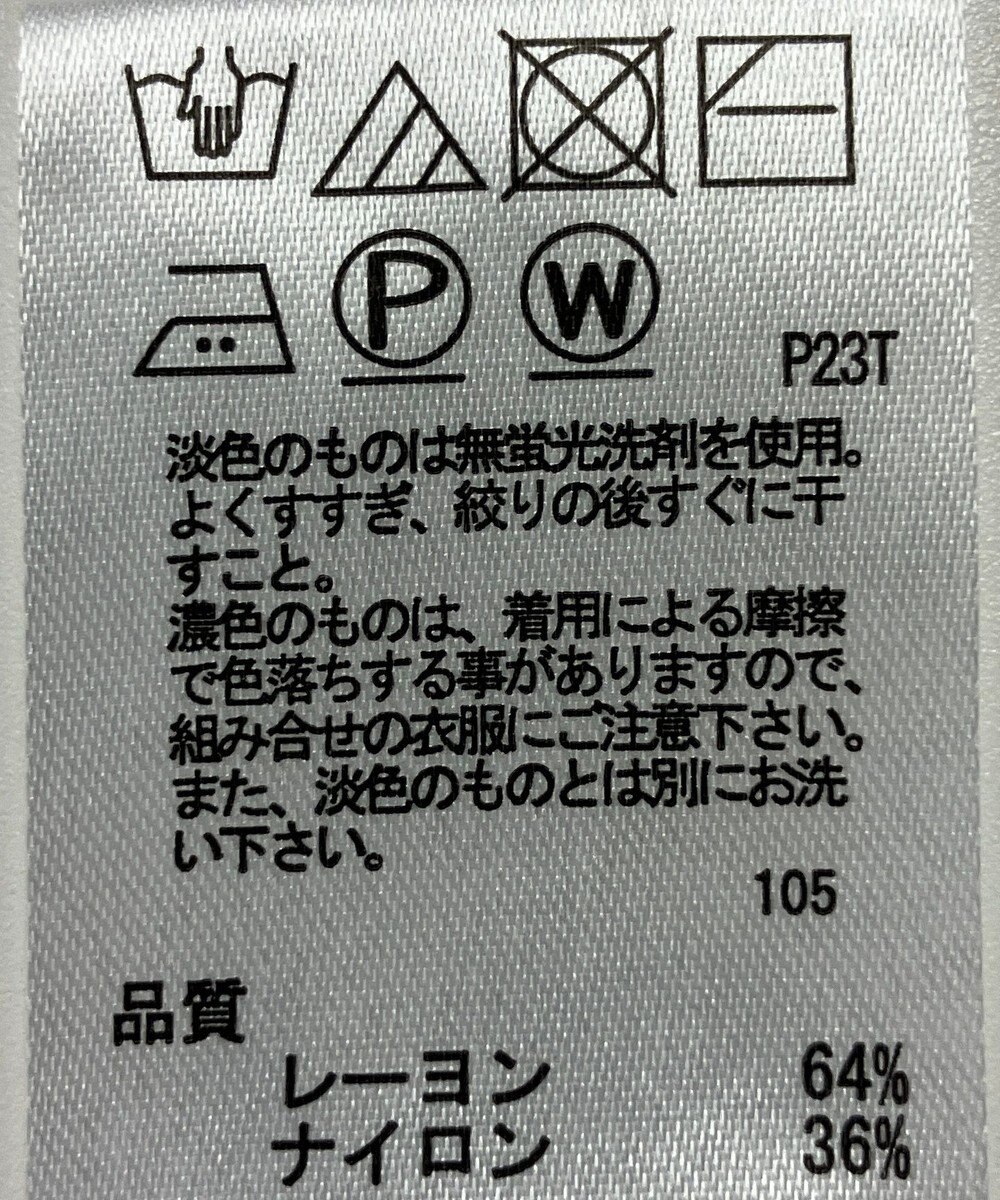 P W
P23T
淡色のものは無蛍光洗剤を使用。
よくすすぎ、絞りの後すぐに干
すこと。
濃色のものは、着用による摩擦
で色落ちする事がありますので、
組み合せの衣服にご注意下さい。
また、淡色のものとは別にお洗
い下さい。
105
品質
レーヨン 64%
ナイロン 36%